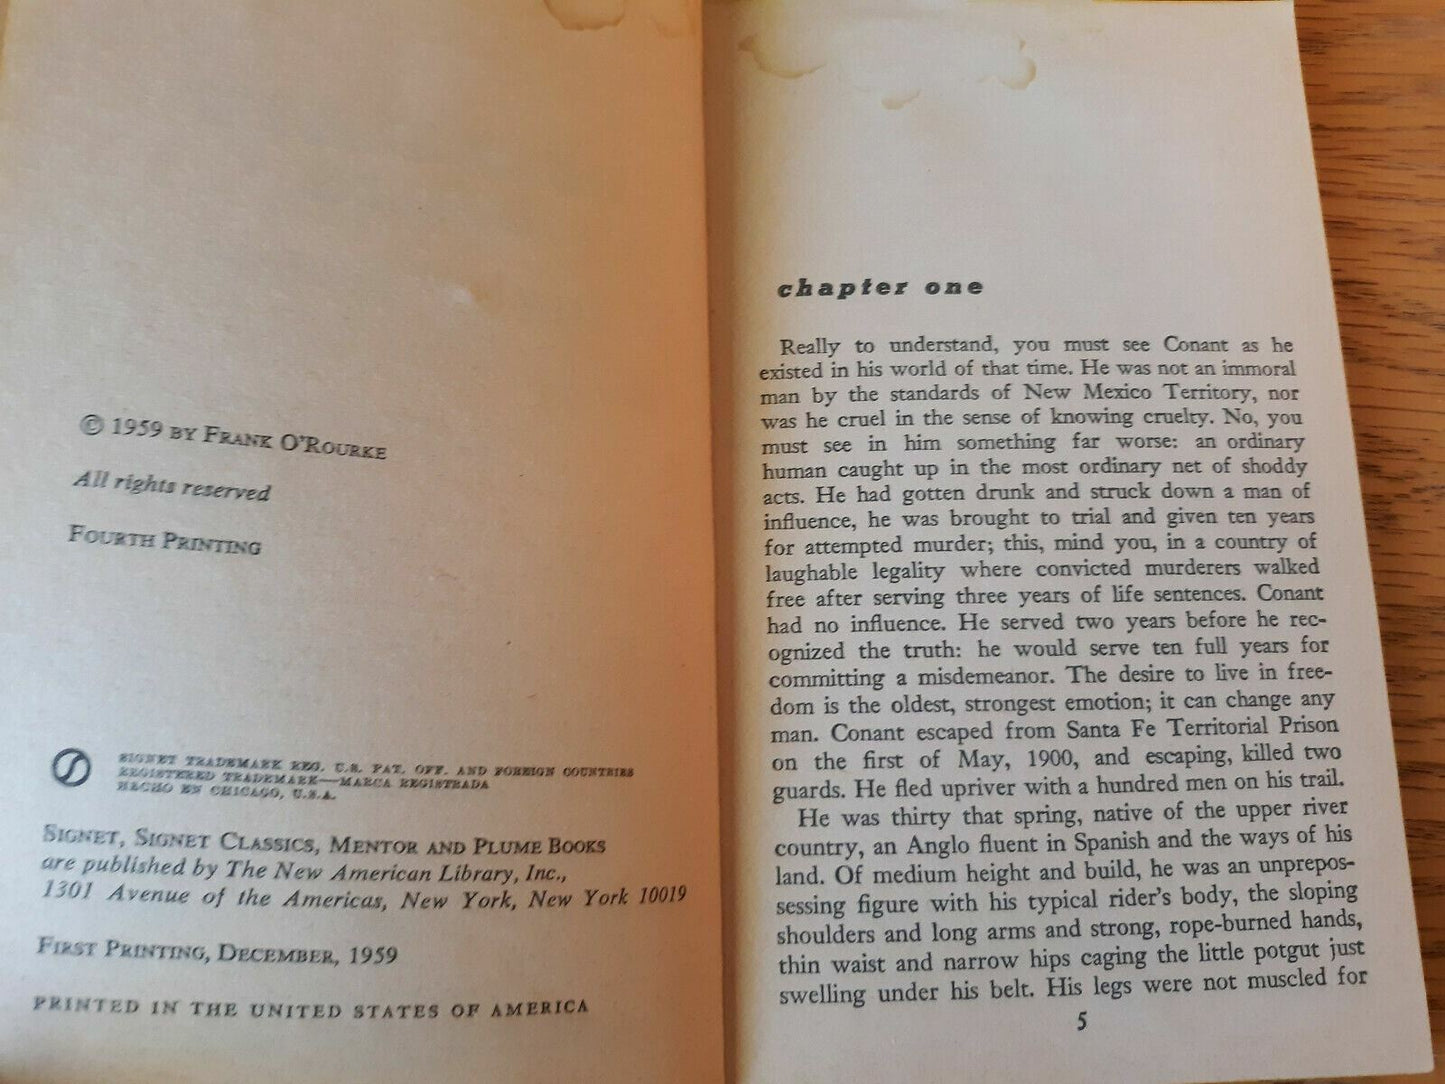 © 1959 BY FRANK O'ROURKE
All rights reserved
FOURTH PRINTING
SIGNET TRADEMARK REG. U.S. PAT. OFF. AND FOREIGN COUNTRIES
REGISTERED TRADEMARK—MARCA REGISTRADA
HECHO EN CHICAGO, U.S.A.
SIGNET, SIGNET CLASSICS, MENTOR AND PLUME BOOKS
are published by The New American Library, Inc.,
1301 Avenue of the Americas, New York, New York 10019
FIRST PRINTING, DECEMBER, 1959
PRINTED IN THE UNITED STATES OF AMERICA
chapter one
Really to understand, you must see Conant as he
existed in his world of that time. He was not an immoral
man by the standards of New Mexico Territory, nor
was he cruel in the sense of knowing cruelty. No, you
must see in him something far worse: an ordinary
human caught up in the most ordinary net of shoddy
acts. He had gotten drunk and struck down a man of
influence, he was brought to trial and given ten years
for attempted murder; this, mind you, in a country of
laughable legality where convicted murderers walked
free after serving three years of life sentences. Conant
had no influence. He served two years before he rec-
ognized the truth: he would serve ten full years for
committing a misdemeanor. The desire to live in free-
dom is the oldest, strongest emotion; it can change any
man. Conant escaped from Santa Fe Territorial Prison
on the first of May, 1900, and escaping, killed two
guards. He fled upriver with a hundred men on his trail.
He was thirty that spring, native of the upper river
country, an Anglo fluent in Spanish and the ways of his
land. Of medium height and build, he was an unprepos-
sessing figure with his typical rider's body, the sloping
shoulders and long arms and strong, rope-burned hands,
thin waist and narrow hips caging the little potgut just
swelling under his belt. His legs were not muscled for
5